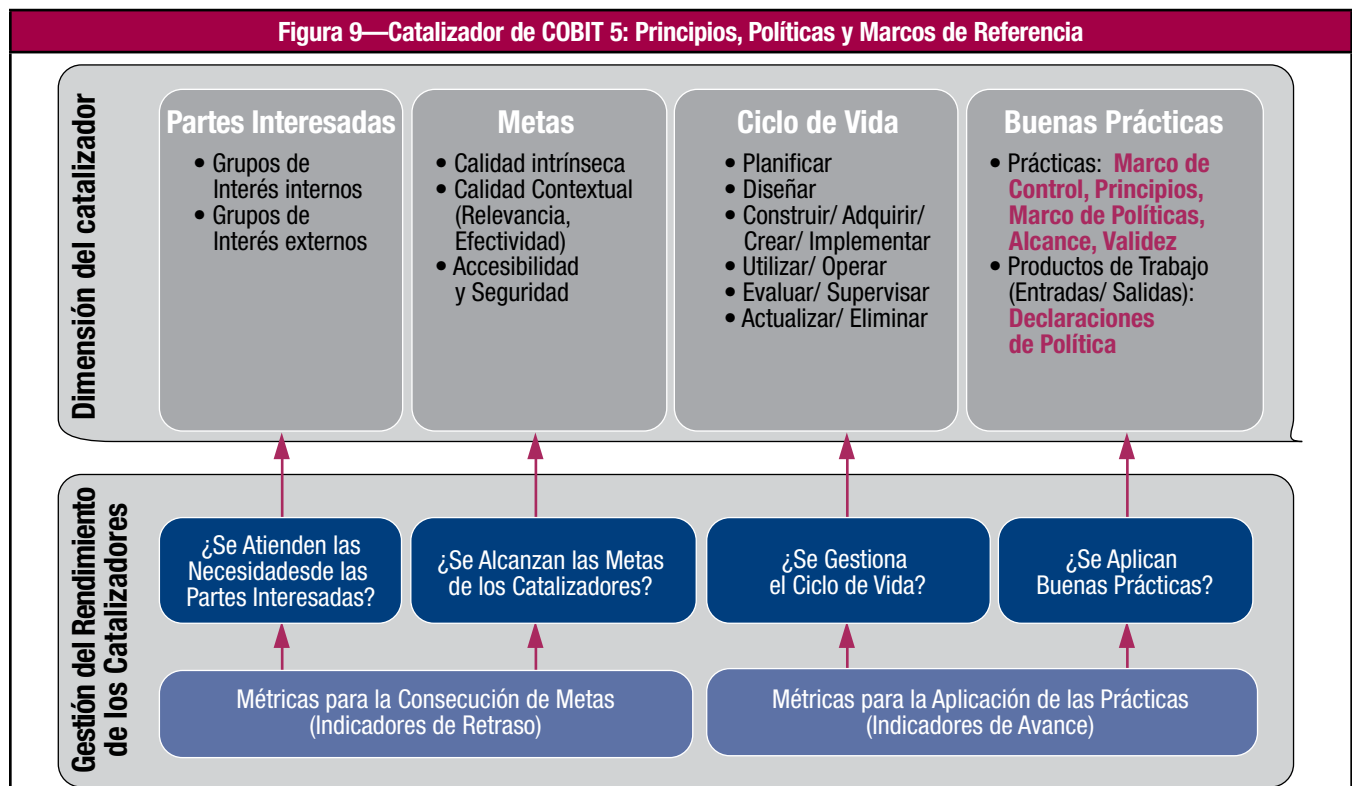 Figura 9—Catalizador de COBIT 5: Principios, Políticas y Marcos de Referencia
Dimensión del catalizador
Partes Interesadas
• Grupos de
Interés internos
• Grupos de
Interés externos
Metas
• Calidad intrínseca
• Calidad Contextual
(Relevancia,
Efectividad)
• Accesibilidad
y Seguridad
Ciclo de Vida
• Planificar
• Diseñar
• Construir/ Adquirir/
Crear/ Implementar
• Utilizar/ Operar
• Evaluar/ Supervisar
• Actualizar/ Eliminar
Buenas Prácticas
• Prácticas: Marco de
Control, Principios,
Marco de Políticas,
Alcance, Validez
• Productos de Trabajo
(Entradas/ Salidas):
Declaraciones
de Política
Gestión del Rendimiento
de los Catalizadores
¿Se Atienden las
Necesidadesde las
Partes Interesadas?
¿Se Alcanzan las Metas
de los Catalizadores?
¿Se Gestiona
el Ciclo de Vida?
¿Se Aplican
Buenas Prácticas?
Métricas para la Consecución de Metas
(Indicadores de Retraso)
Métricas para la Aplicación de las Prácticas
(Indicadores de Avance)